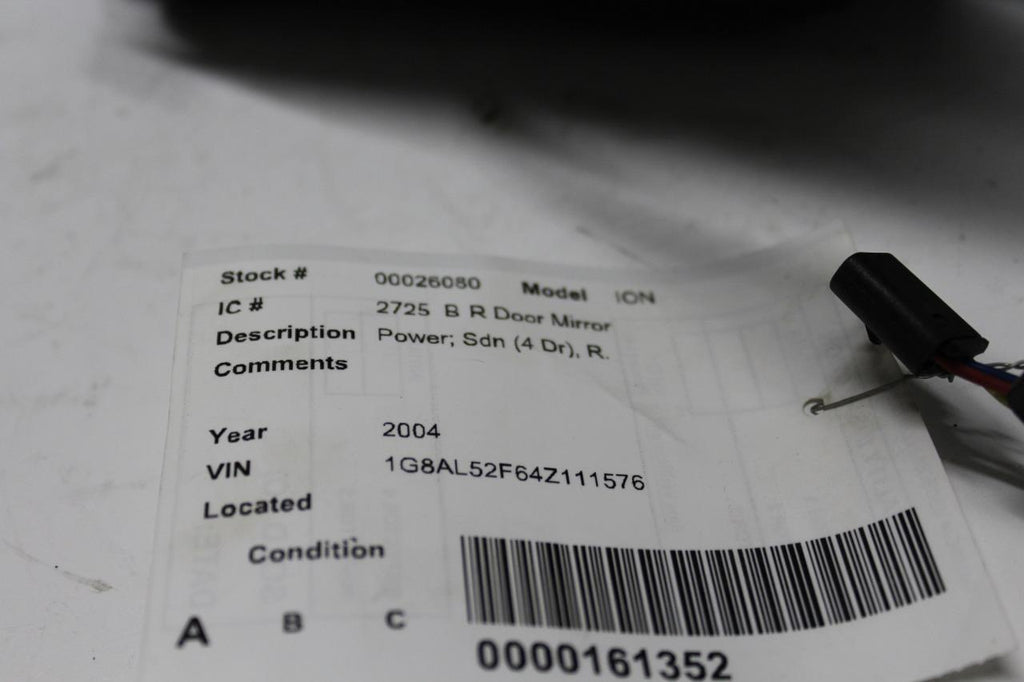 Stock # 00026080 Model ION
IC # 2725 B R Door Mirror
Description Power; Sdn (4 Dr), R.
Comments
Year 2004
VIN 1G8AL52F64Z111576
Located
Condition
A B C
0000161352